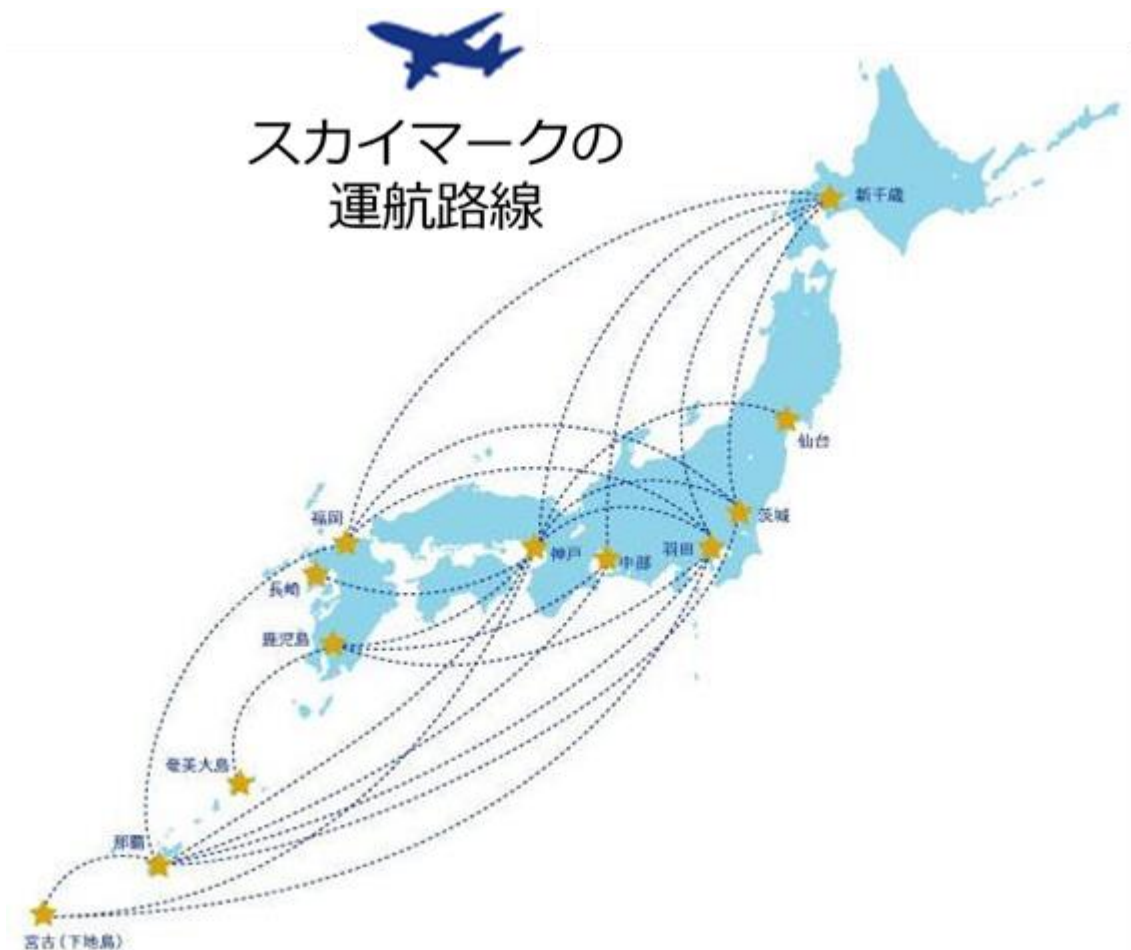 スカイマークの
運航路線
新千歳
仙台
茨城
福岡
神戸
中部
羽田
長崎
鹿児島
奄美大島
那覇
宮古(下地島)